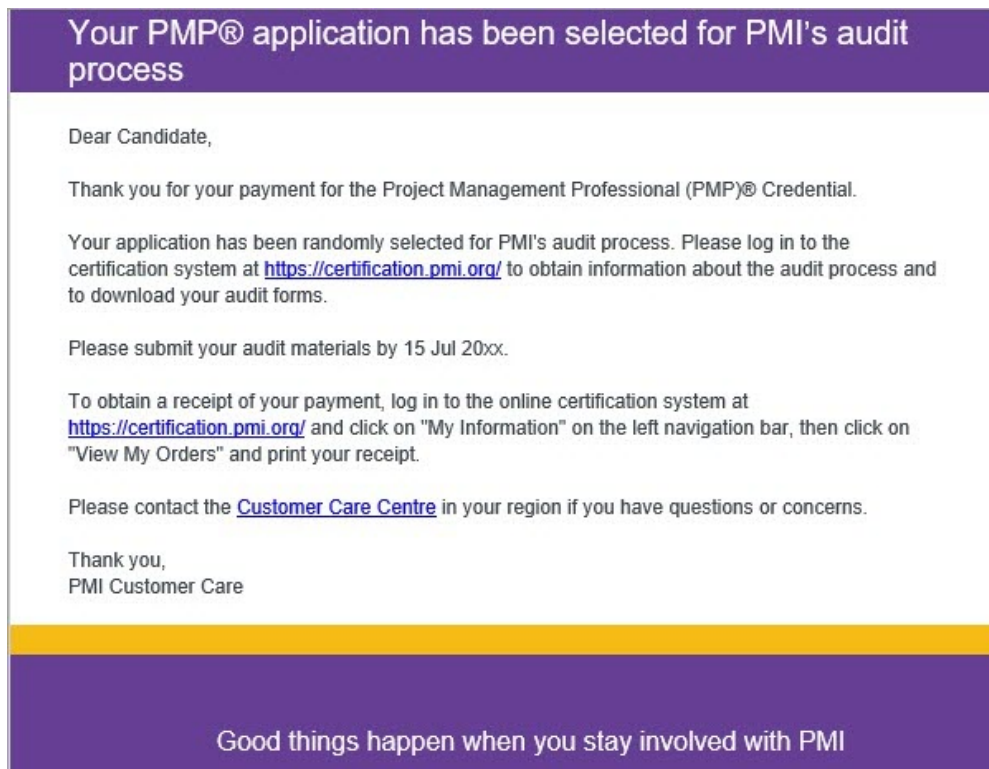 Your PMP® application has been selected for PMI's audit
process
Dear Candidate,
Thank you for your payment for the Project Management Professional (PMP)® Credential.
Your application has been randomly selected for PMI's audit process. Please log in to the
certification system at https://certification.pmi.org/ to obtain information about the audit process and
to download your audit forms.
Please submit your audit materials by 15 Jul 20xx.
To obtain a receipt of your payment, log in to the online certification system at
https://certification.pmi.org/ and click on "My Information" on the left navigation bar, then click on
"View My Orders" and print your receipt.
Please contact the Customer Care Centre in your region if you have questions or concerns.
Thank you,
PMI Customer Care
Good things happen when you stay involved with PMI